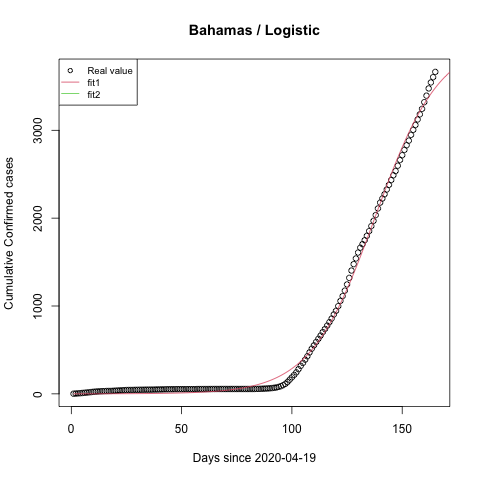 Bahamas / Logistic
Real value
fit1
fit2
Cumulative Confirmed cases
0
1000
2000
3000
0
50
100
150
Days since 2020-04-19